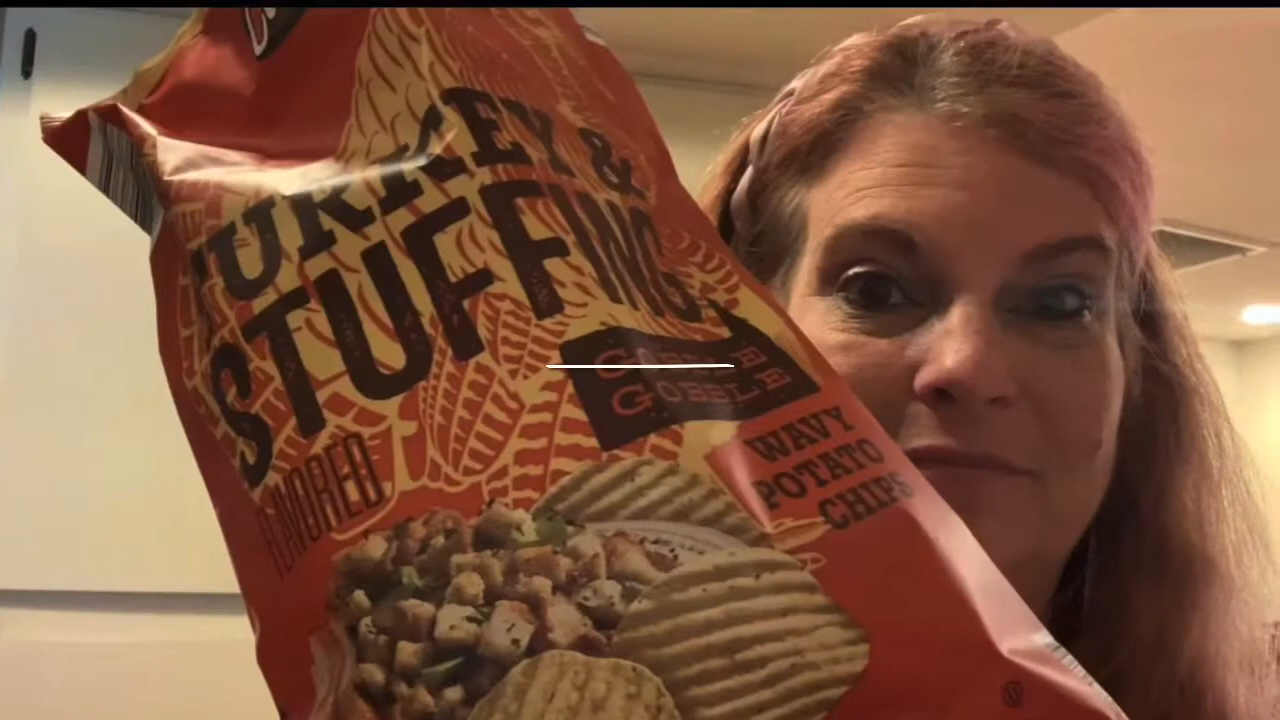 TURKEY &
STUFFING
FLAVORED
GOBBLE
GOBBLE
WAVY
POTATO
CHIPS